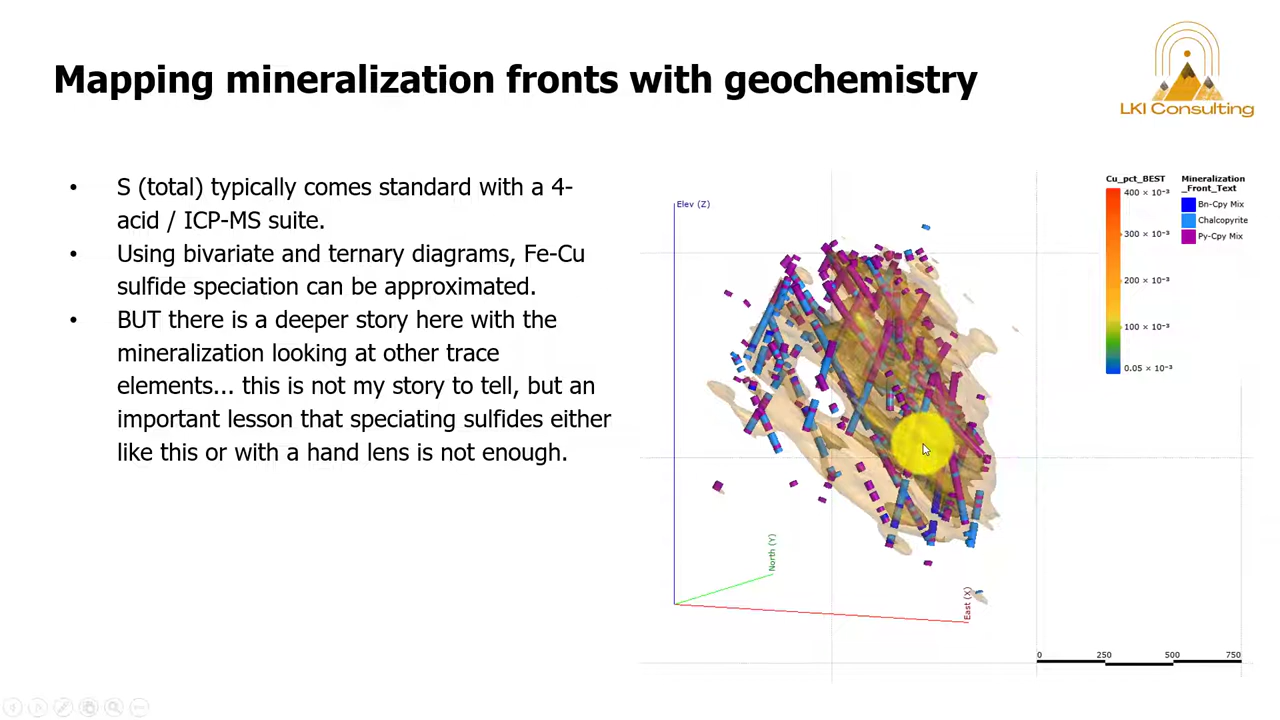 Mapping mineralization fronts with geochemistry
LKI Consulting
• S (total) typically comes standard with a 4-
acid / ICP-MS suite.
• Using bivariate and ternary diagrams, Fe-Cu
sulfide speciation can be approximated.
• BUT there is a deeper story here with the
mineralization looking at other trace
elements... this is not my story to tell, but an
important lesson that speciating sulfides either
like this or with a hand lens is not enough.
Elev (Z)
North (Y)
East (X)
Cu_pct_BEST
400 × 10⁻³
300 × 10⁻³
200 × 10⁻³
100 × 10⁻³
0.05 × 10⁻³
Mineralization
_Front_Text
Bn-Cpy Mix
Chalcopyrite
Py-Cpy Mix
0 250 500 750